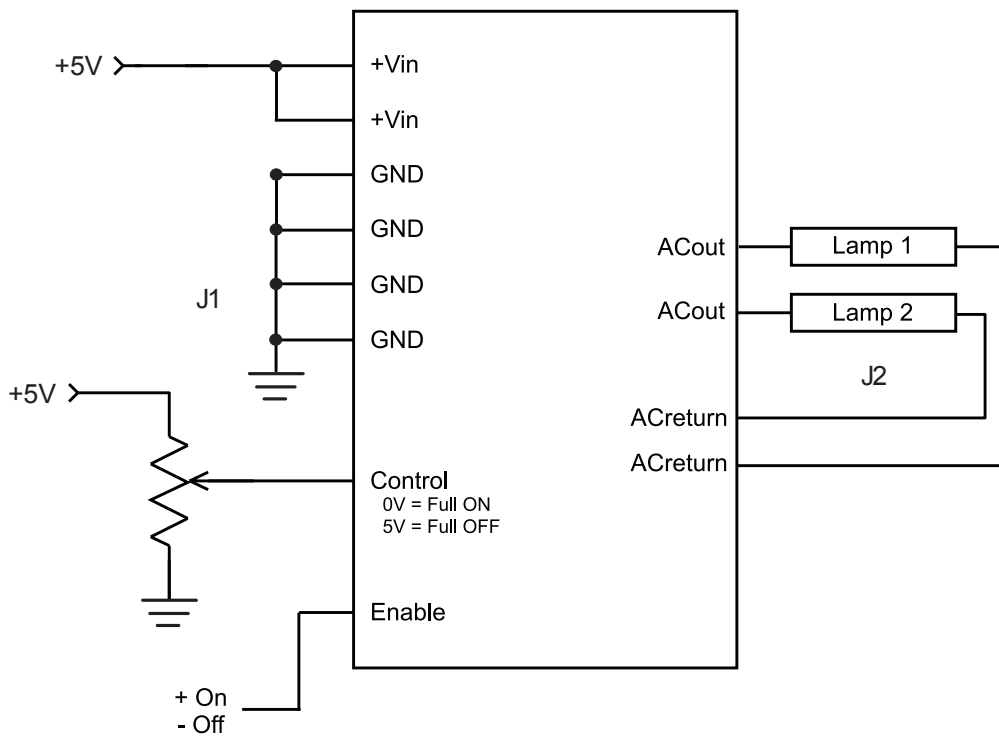 +5V
+Vin
+Vin
GND
GND
GND
GND
J1
+5V
Control
0V = Full ON
5V = Full OFF
Enable
+ On
- Off
ACout
Lamp 1
ACout
Lamp 2
J2
ACreturn
ACreturn